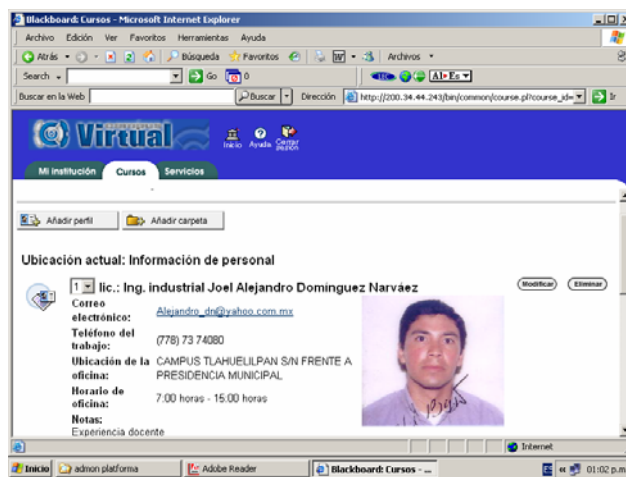 Blackboard: Cursos - Microsoft Internet Explorer
Archivo Edición Ver Favoritos Herramientas Ayuda
Atrás Búsqueda Favoritos Archivos
Search Go 0 A1▸Es
Buscar en la Web Buscar Dirección http://200.34.44.243/bin/common/course.pl?course_id= Ir
Virtual Inicio Ayuda Cerrar sesión
Mi institución Cursos Servicios
Añadir perfil Añadir carpeta
Ubicación actual: Información de personal
1 lic.: Ing. industrial Joel Alejandro Domínguez Narváez Modificar Eliminar
Correo electrónico: Alejandro_dn@yahoo.com.mx
Teléfono del trabajo: (778) 73 74080
Ubicación de la oficina: CAMPUS TLAHUELILPAN S/N FRENTE A PRESIDENCIA MUNICIPAL
Horario de oficina: 7:00 horas - 15:00 horas
Notas:
Experiencia docente
Internet
Inicio admon platforma Adobe Reader Blackboard: Cursos - ... 01:02 p.m.